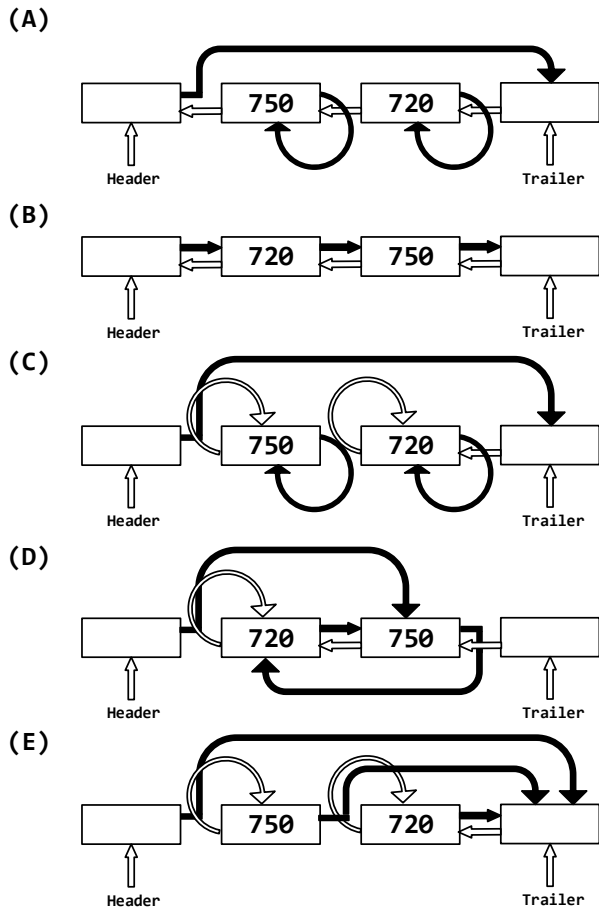 (A)
750 720
Header Trailer
(B)
720 750
Header Trailer
(C)
750 720
Header Trailer
(D)
720 750
Header Trailer
(E)
750 720
Header Trailer